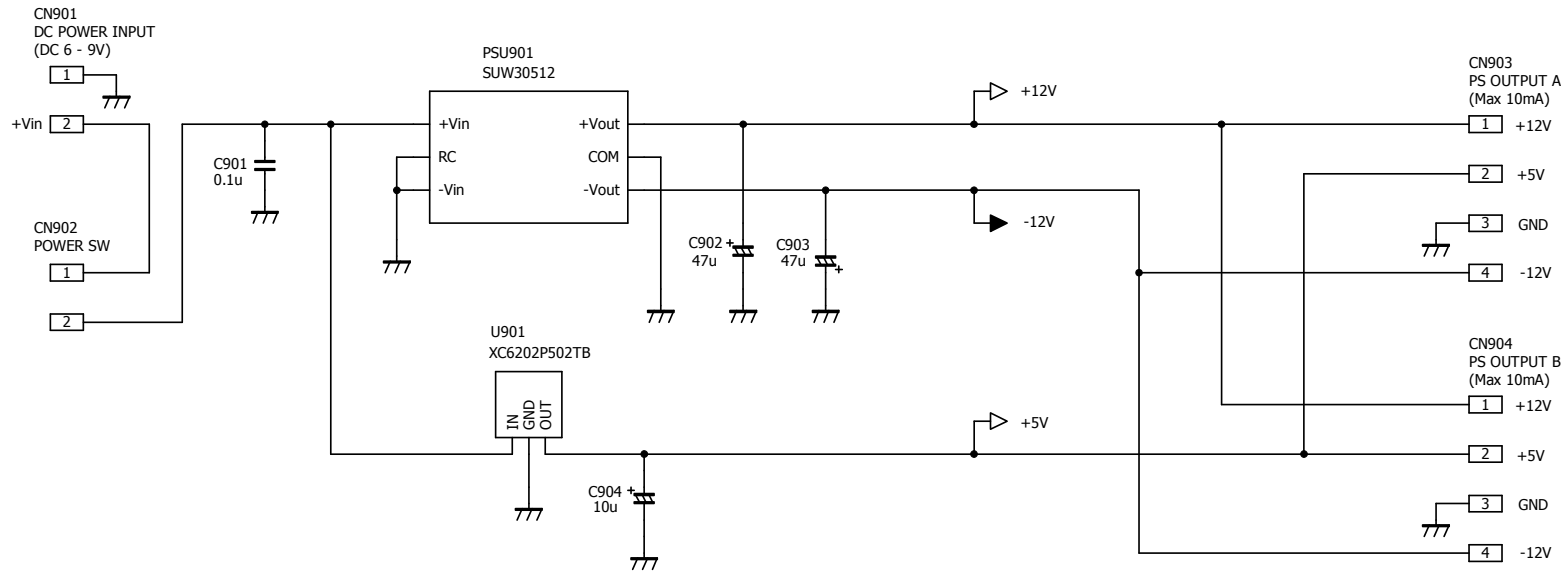 CN901
DC POWER INPUT
(DC 6 - 9V)
1
+Vin 2
CN902
POWER SW
1
2
C901
0.1u
PSU901
SUW30512
+Vin
RC
-Vin
+Vout
COM
-Vout
C902 +
47u
C903
47u
+
+12V
-12V
U901
XC6202P502TB
IN
GND
OUT
C904 +
10u
+5V
CN903
PS OUTPUT A
(Max 10mA)
1 +12V
2 +5V
3 GND
4 -12V
CN904
PS OUTPUT B
(Max 10mA)
1 +12V
2 +5V
3 GND
4 -12V